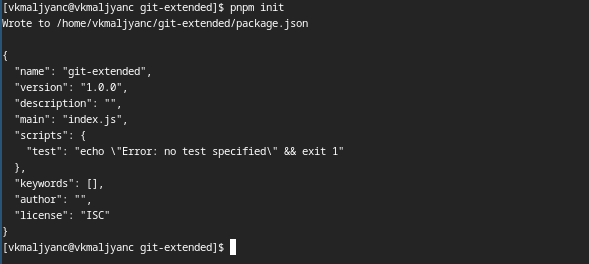 [vkmaljyanc@vkmaljyanc git-extended]$ pnpm init
Wrote to /home/vkmaljyanc/git-extended/package.json

{
  "name": "git-extended",
  "version": "1.0.0",
  "description": "",
  "main": "index.js",
  "scripts": {
    "test": "echo \"Error: no test specified\" && exit 1"
  },
  "keywords": [],
  "author": "",
  "license": "ISC"
}
[vkmaljyanc@vkmaljyanc git-extended]$